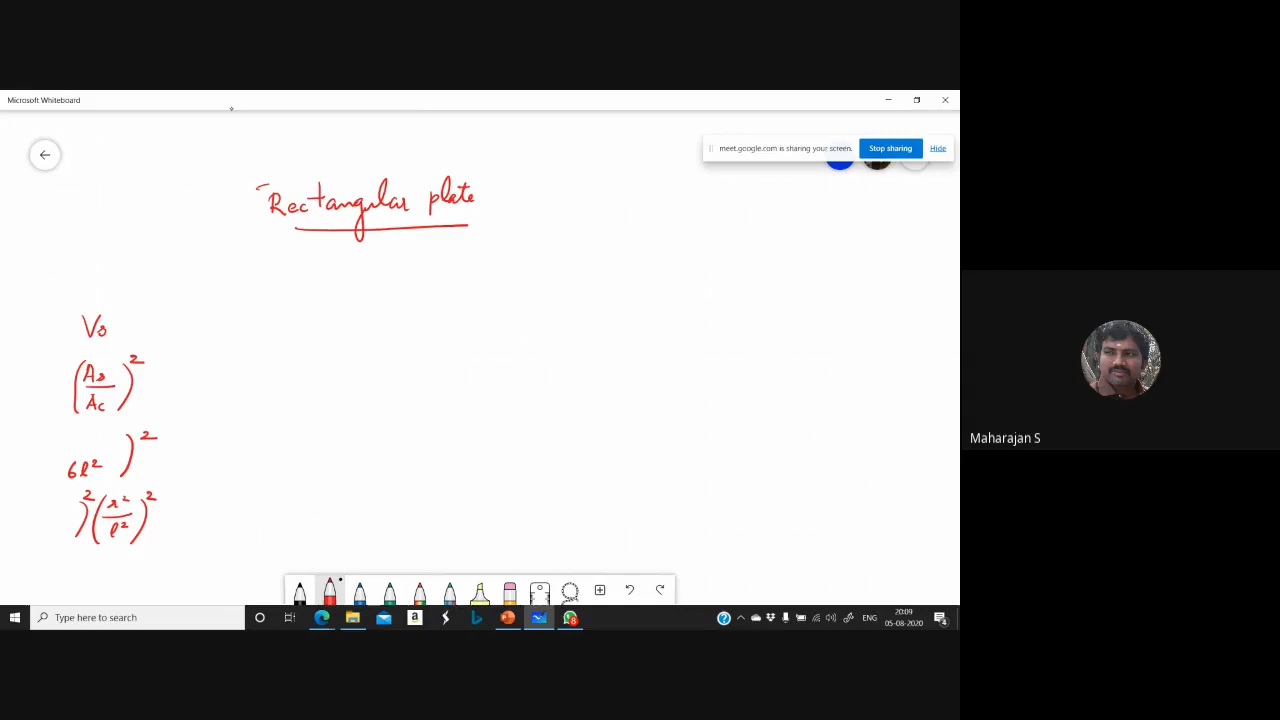 Microsoft Whiteboard
meet.google.com is sharing your screen.
Stop sharing
Hide
Rectangular plate
Vs
(As/Ac)²
6l² )²
)² (r²/l²)²
Maharajan S
Type here to search
ENG
20:09
05-08-2020